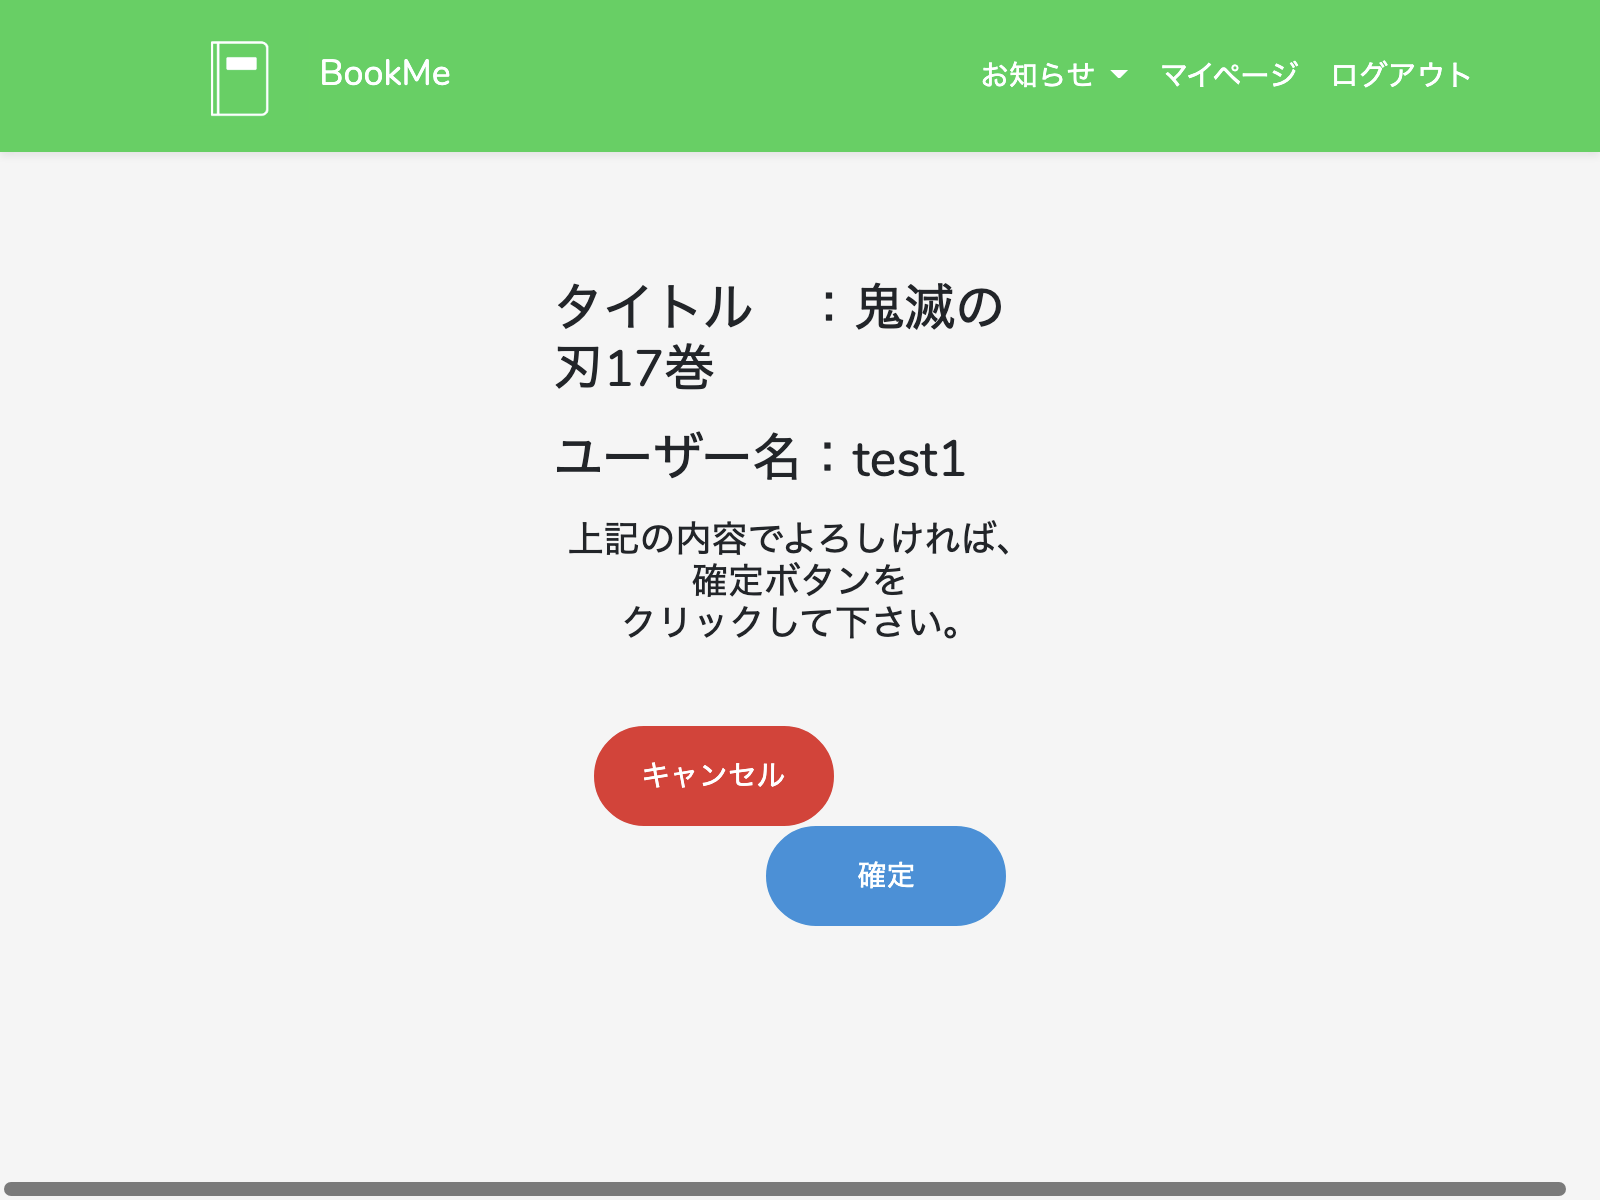 BookMe お知らせ マイページ ログアウト
タイトル　：鬼滅の
刃17巻
ユーザー名：test1
上記の内容でよろしければ、
確定ボタンを
クリックして下さい。
キャンセル
確定